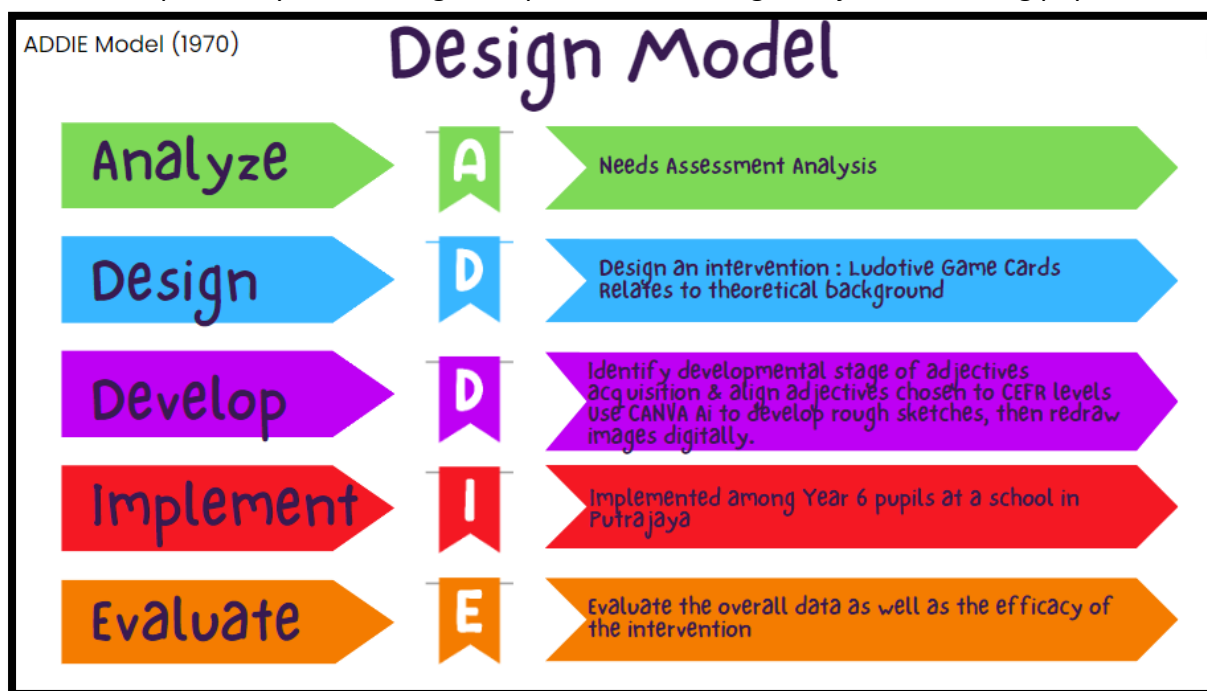 ADDIE Model (1970)
Design Model
Analyze
A
Needs Assessment Analysis
Design
D
Design an intervention : Ludotive Game Cards
Relates to theoretical background
Develop
D
Identify developmental stage of adjectives
acquisition & align adjectives chosen to CEFR levels
use CANVA Ai to develop rough sketches, then redraw
images digitally.
Implement
I
Implemented among Year 6 pupils at a school in
Putrajaya
Evaluate
E
Evaluate the overall data as well as the efficacy of
the intervention